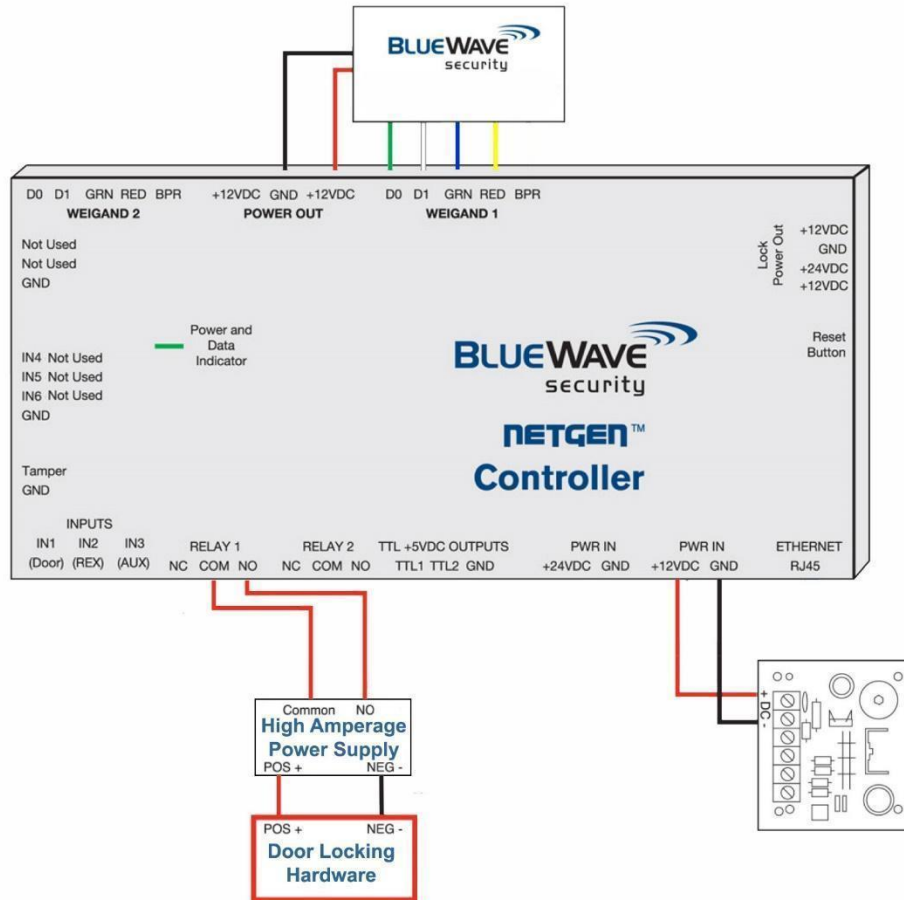 BLUEWAVE
security
D0 D1 GRN RED BPR +12VDC GND +12VDC D0 D1 GRN RED BPR
WEIGAND 2 POWER OUT WEIGAND 1
Not Used
Not Used
GND
Lock
Power Out
+12VDC
GND
+24VDC
+12VDC
Power and
Data
Indicator
Reset
Button
IN4 Not Used
IN5 Not Used
IN6 Not Used
GND
BLUEWAVE
security
NETGEN™
Controller
Tamper
GND
INPUTS
IN1 IN2 IN3 RELAY 1 RELAY 2 TTL +5VDC OUTPUTS PWR IN PWR IN ETHERNET
(Door) (REX) (AUX) NC COM NO NC COM NO TTL1 TTL2 GND +24VDC GND +12VDC GND RJ45
Common NO
High Amperage
Power Supply
POS + NEG -
POS + NEG -
Door Locking
Hardware
+ DC -